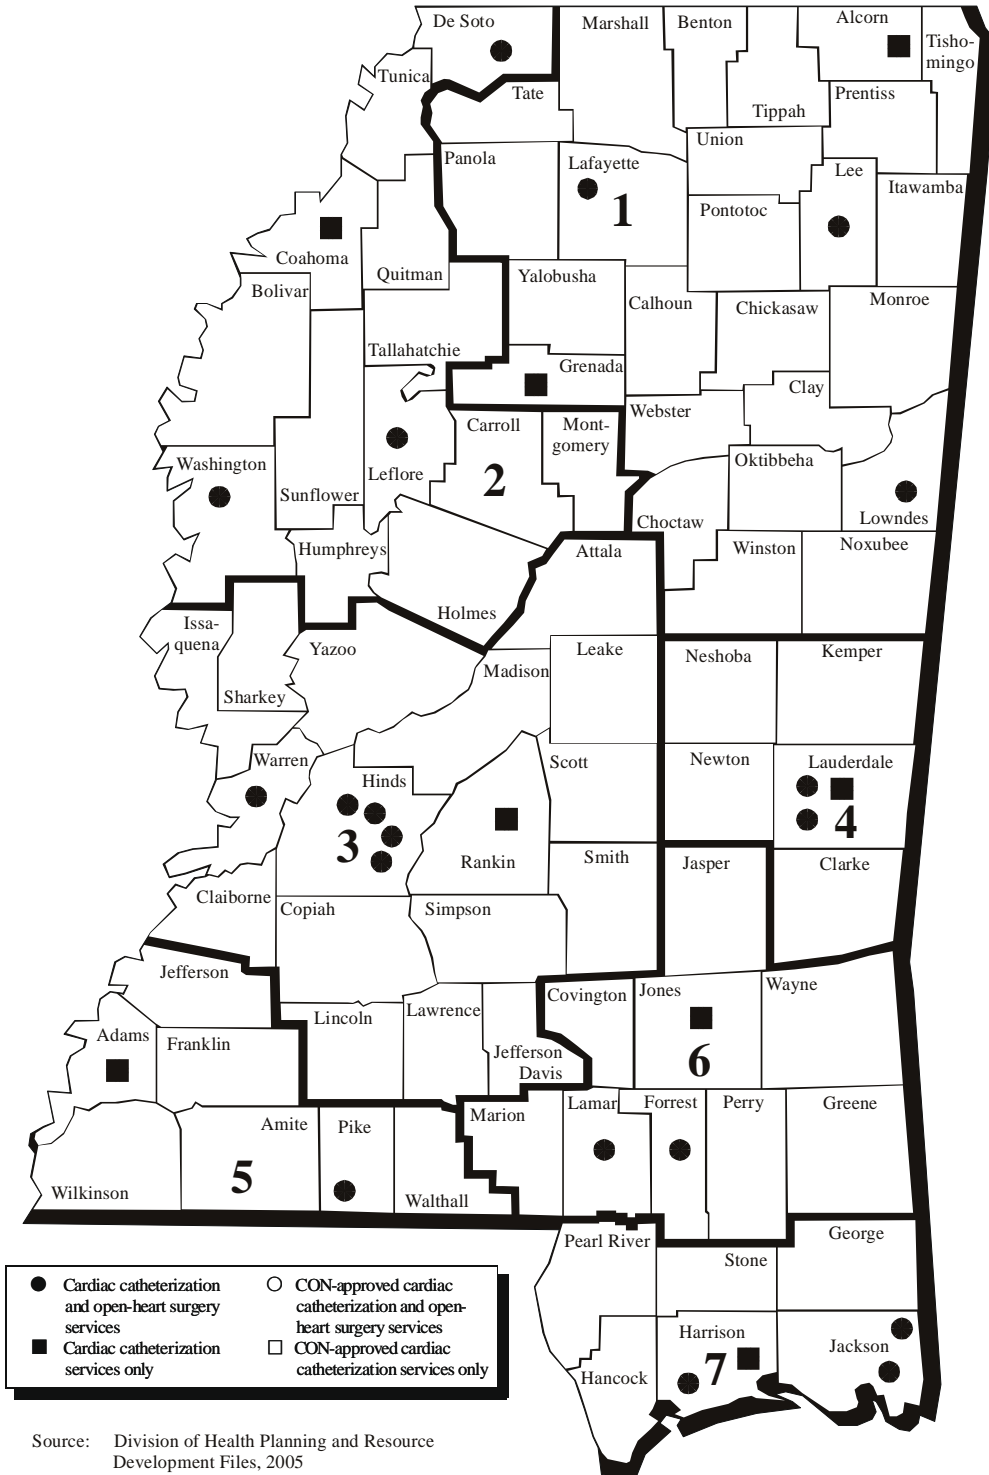 De Soto
Marshall
Benton
Alcorn
Tisho-
mingo
Tunica
Tate
Tippah
Prentiss
Union
Panola
Lafayette
Lee
Itawamba
1
Pontotoc
Coahoma
Quitman
Yalobusha
Bolivar
Calhoun
Chickasaw
Monroe
Tallahatchie
Grenada
Clay
Webster
Carroll
Mont-
gomery
Washington
Leflore
2
Oktibbeha
Sunflower
Choctaw
Lowndes
Humphreys
Attala
Winston
Noxubee
Holmes
Issa-
quena
Yazoo
Leake
Neshoba
Kemper
Madison
Sharkey
Warren
Hinds
Scott
Newton
Lauderdale
3
4
Rankin
Smith
Jasper
Clarke
Claiborne
Copiah
Simpson
Jefferson
Covington
Jones
Wayne
Adams
Franklin
Lincoln
Lawrence
Jefferson
Davis
6
Amite
Pike
Marion
Lamar
Forrest
Perry
Greene
5
Wilkinson
Walthall
Pearl River
Stone
George
Harrison
7
Jackson
Hancock
Cardiac catheterization
and open-heart surgery
services
Cardiac catheterization
services only
CON-approved cardiac
catheterization and open-
heart surgery services
CON-approved cardiac
catheterization services only
Source: Division of Health Planning and Resource
Development Files, 2005